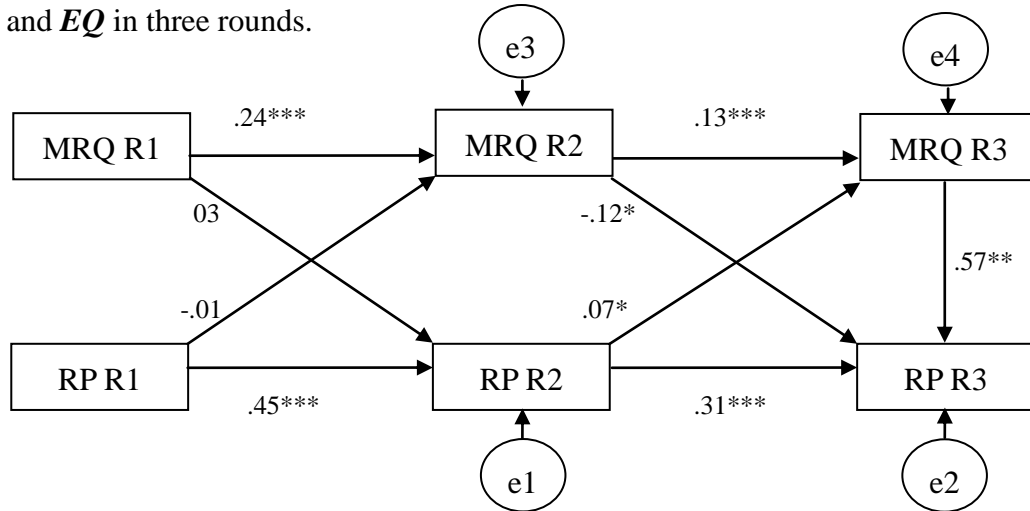 and EQ in three rounds.
e3
e4
.24***
.13***
MRQ R1
MRQ R2
MRQ R3
03
-.12*
.57**
-.01
.07*
RP R1
RP R2
RP R3
.45***
.31***
e1
e2